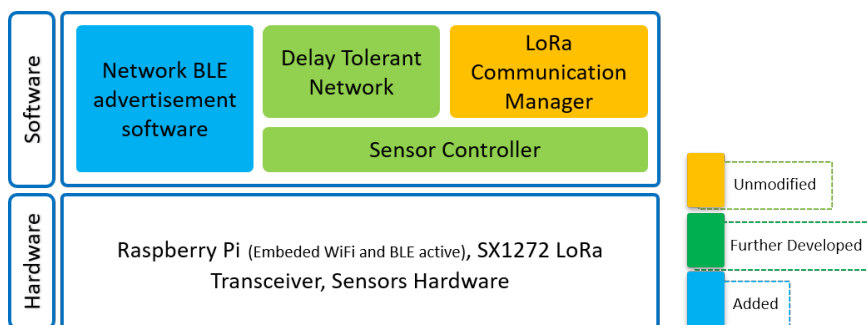 Software
Network BLE
advertisement
software
Delay Tolerant
Network
LoRa
Communication
Manager
Sensor Controller
Hardware
Raspberry Pi (Embeded WiFi and BLE active), SX1272 LoRa
Transceiver, Sensors Hardware
Unmodified
Further Developed
Added